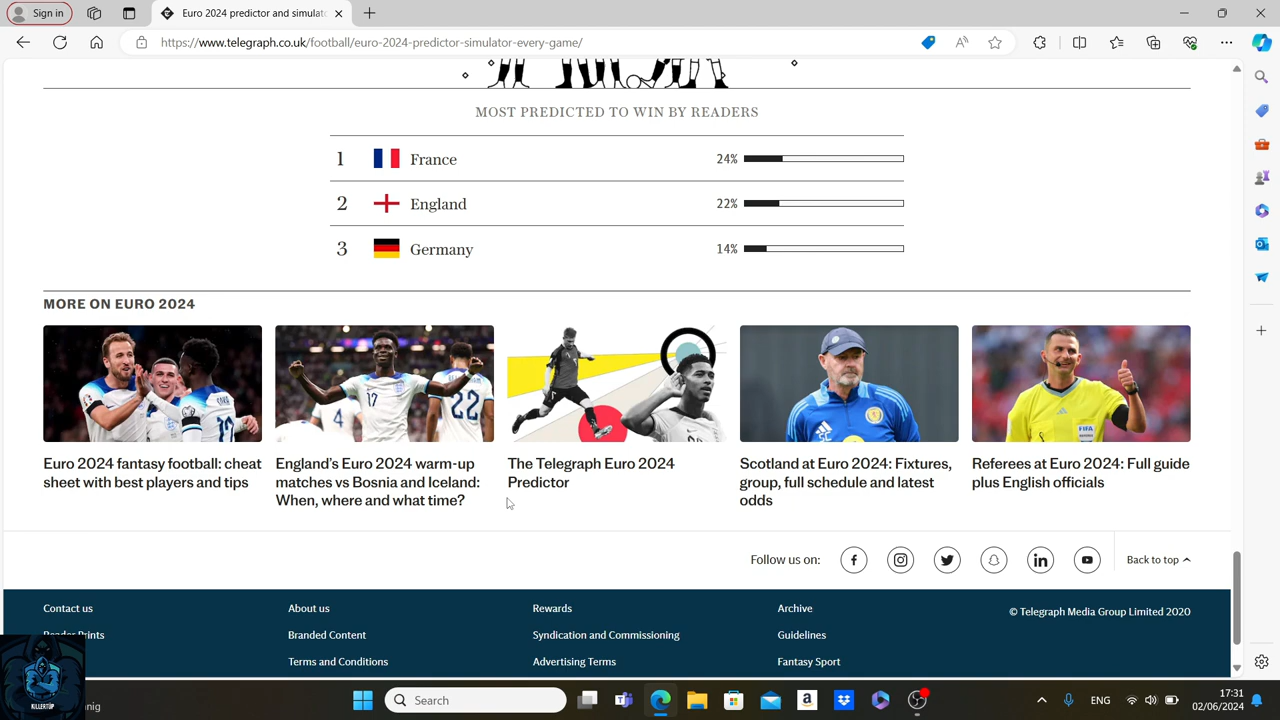 Sign in
Euro 2024 predictor and simulato
https://www.telegraph.co.uk/football/euro-2024-predictor-simulator-every-game/
MOST PREDICTED TO WIN BY READERS
1 France 24%
2 England 22%
3 Germany 14%
MORE ON EURO 2024
Euro 2024 fantasy football: cheat
sheet with best players and tips
England's Euro 2024 warm-up
matches vs Bosnia and Iceland:
When, where and what time?
The Telegraph Euro 2024
Predictor
Scotland at Euro 2024: Fixtures,
group, full schedule and latest
odds
Referees at Euro 2024: Full guide
plus English officials
Follow us on:
Back to top
Contact us
About us
Rewards
Archive
© Telegraph Media Group Limited 2020
Reader Prints
Branded Content
Syndication and Commissioning
Guidelines
Terms and Conditions
Advertising Terms
Fantasy Sport
KILLERTÜP
Search
ENG
17:31
02/06/2024